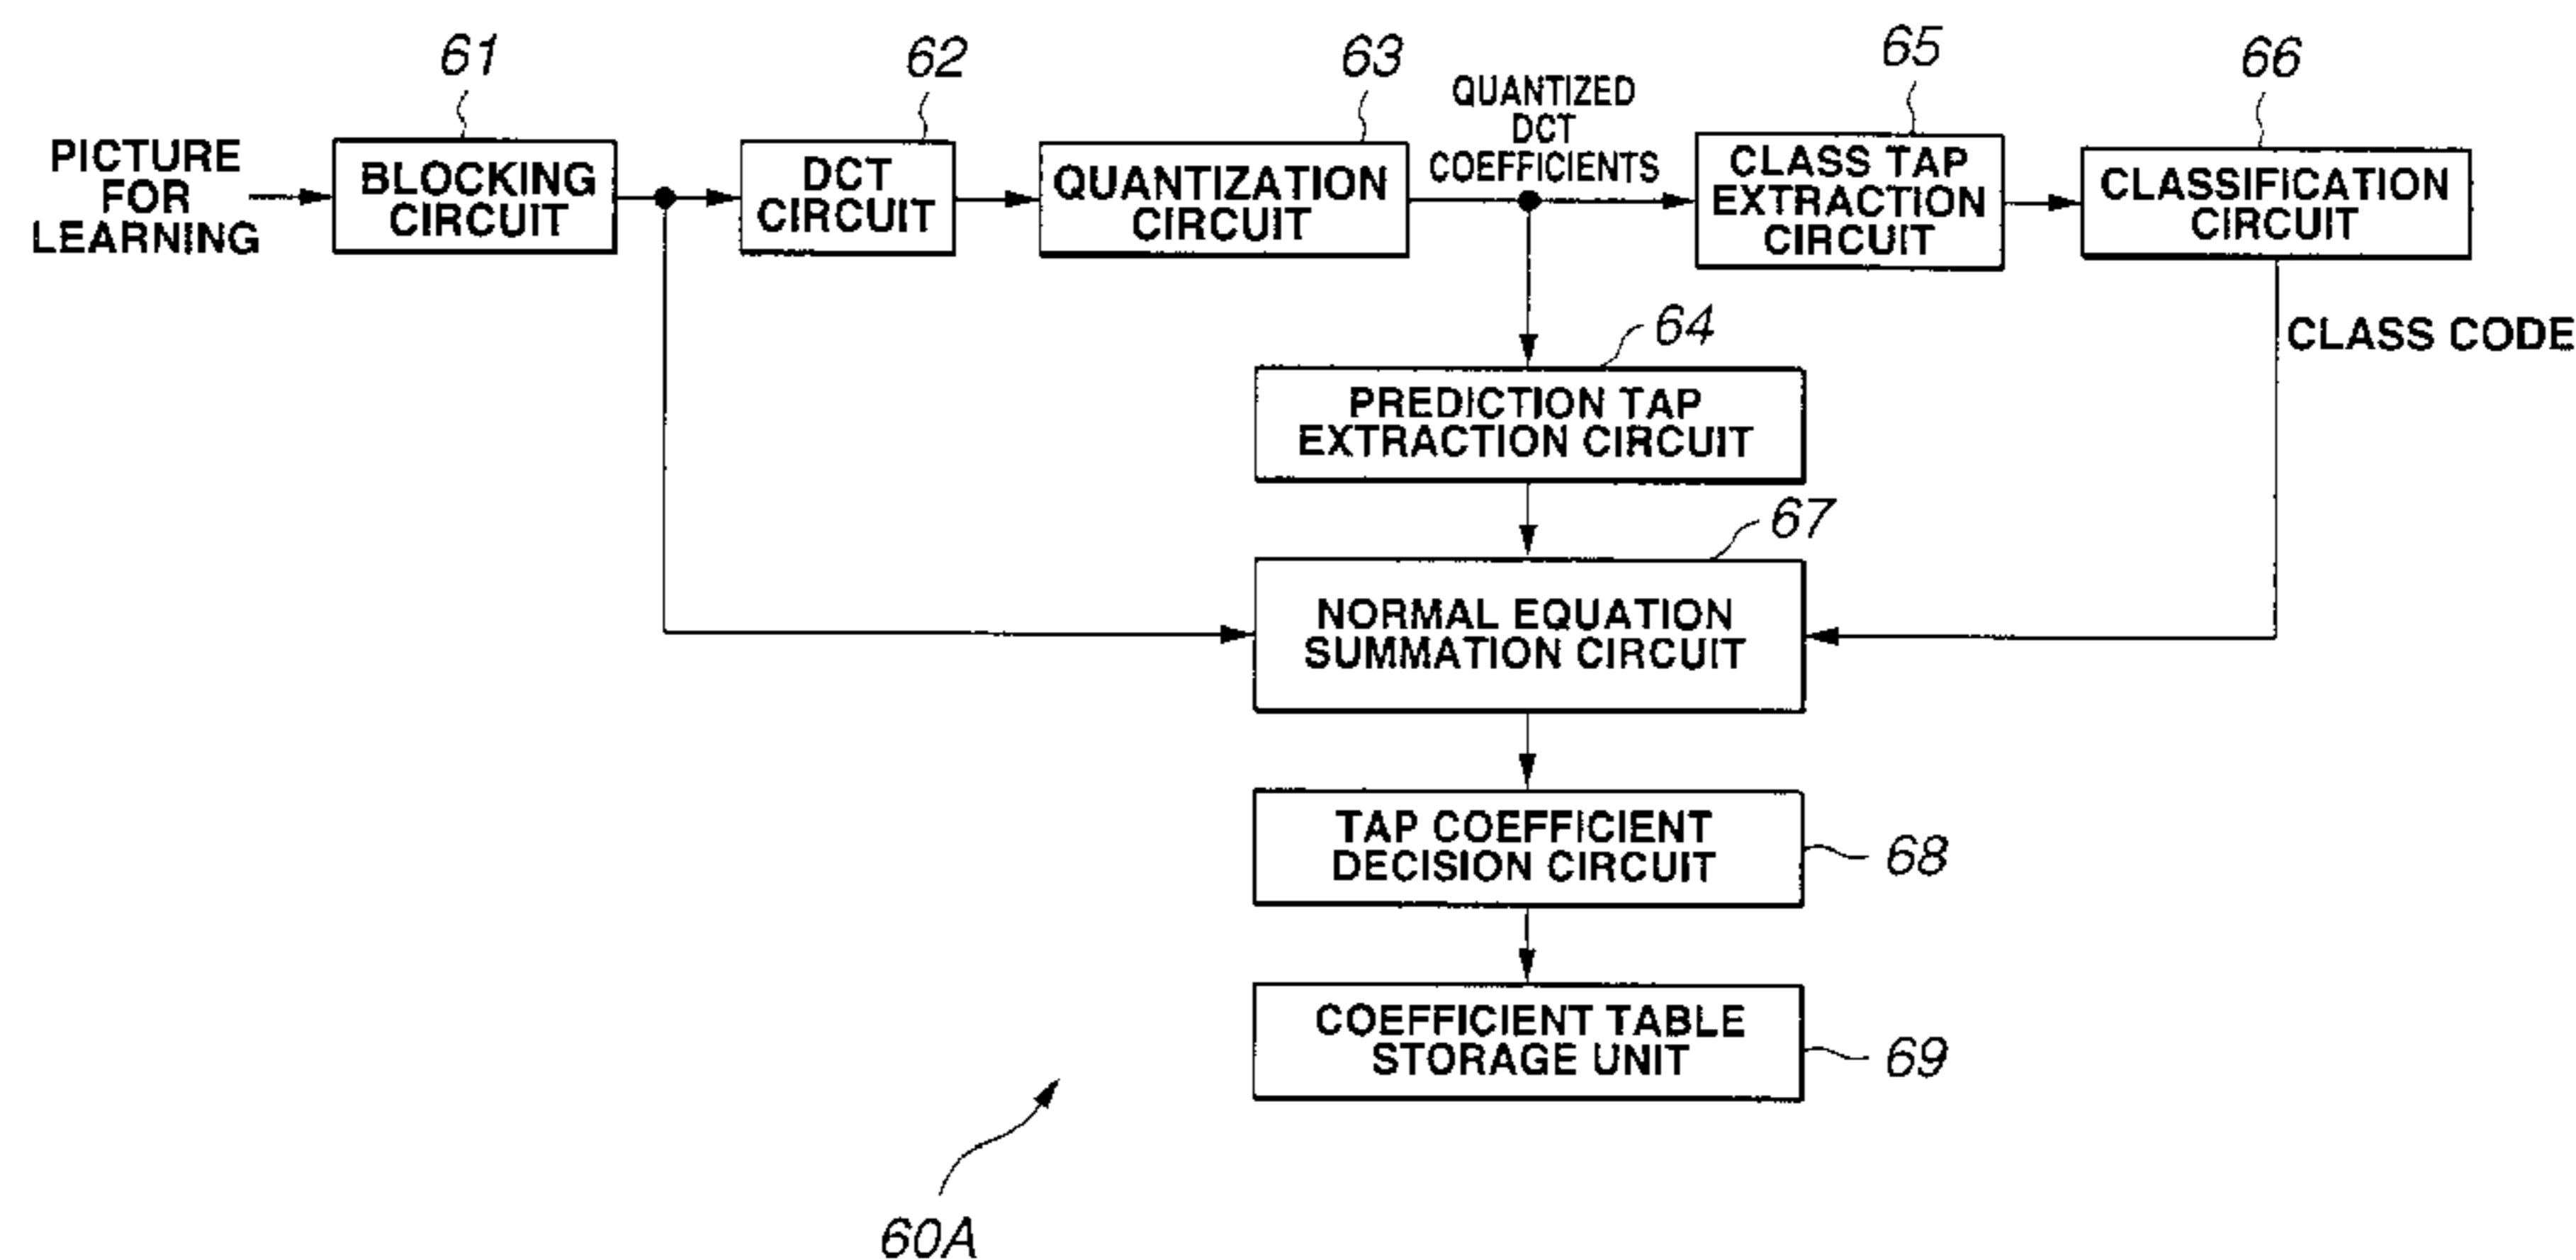 61
62
63
65
66
PICTURE
FOR
LEARNING
BLOCKING
CIRCUIT
DCT
CIRCUIT
QUANTIZATION
CIRCUIT
QUANTIZED
DCT
COEFFICIENTS
CLASS TAP
EXTRACTION
CIRCUIT
CLASSIFICATION
CIRCUIT
CLASS CODE
64
PREDICTION TAP
EXTRACTION CIRCUIT
67
NORMAL EQUATION
SUMMATION CIRCUIT
TAP COEFFICIENT
DECISION CIRCUIT
68
COEFFICIENT TABLE
STORAGE UNIT
69
60A